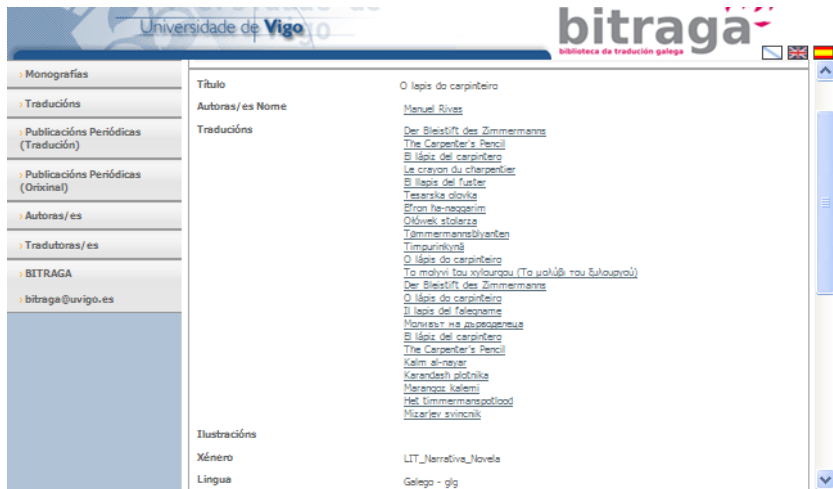 Universidade de Vigo
bitraga
biblioteca da tradución galega
Monografías
Traducións
Publicacións Periódicas
(Tradución)
Publicacións Periódicas
(Orixinal)
Autoras/es
Tradutoras/es
BITRAGA
bitraga@uvigo.es
Título O lapis do carpinteiro
Autoras/es Nome Manuel Rivas
Traducións Der Bleistift des Zimmermanns
The Carpenter's Pencil
El lápiz del carpintero
Le crayon du charpentier
El llapis del fuster
Tesarska olovka
Efron ha-naggarim
Ołówek stolarza
Tømmermannsblyanten
Timpurinkynä
O lápis do carpinteiro
To molyvi tou xylourgou (Το μολύβι του ξυλουργού)
Der Bleistift des Zimmermanns
O lápis do carpinteiro
Il lapis del falegname
Моливът на дърводелеца
El lápiz del carpintero
The Carpenter's Pencil
Kalm al-nayar
Karandash plotnika
Marangoz kalemi
Het timmermanspotlood
Mizarjev svincnik
Ilustracións
Xénero LIT_Narrativa_Novela
Lingua Galego - glg